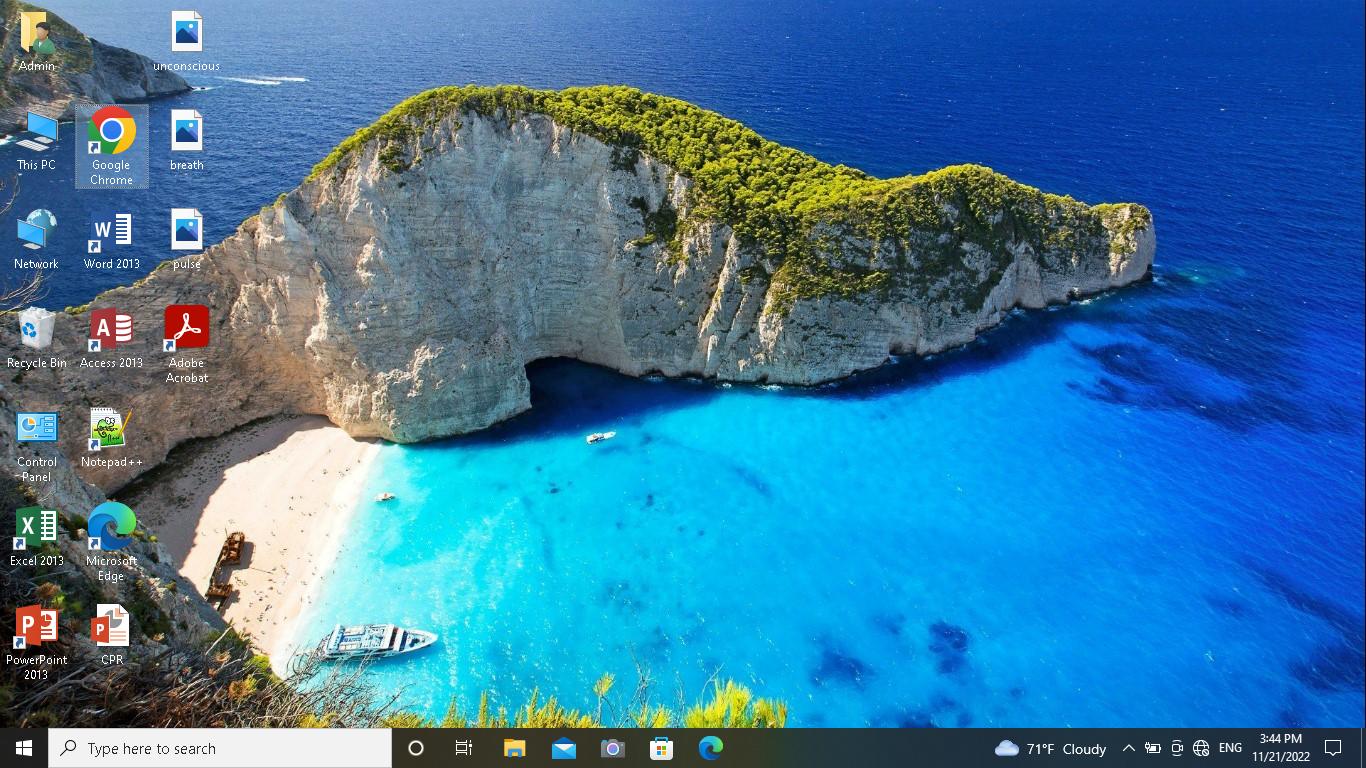 Admin
unconscious
This PC
Google
Chrome
breath
Network
Word 2013
pulse
Recycle Bin
Access 2013
Adobe
Acrobat
Control
Panel
Notepad++
Excel 2013
Microsoft
Edge
PowerPoint
2013
CPR
Type here to search
71°F Cloudy
ENG
3:44 PM
11/21/2022